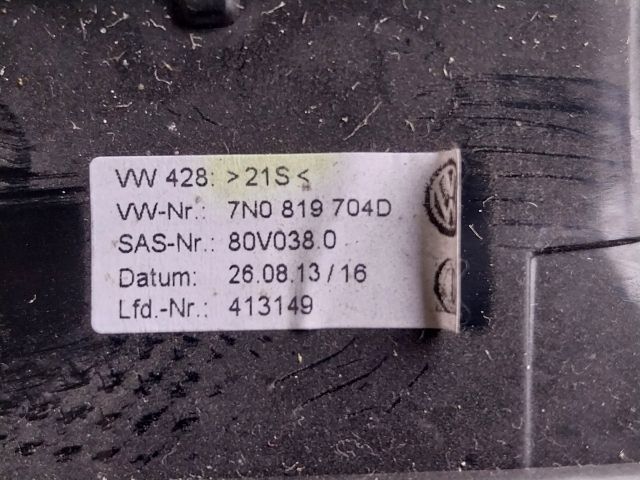 VW 428: >21S<
VW-Nr.: 7N0 819 704D
SAS-Nr.: 80V038.0
Datum: 26.08.13/16
Lfd.-Nr.: 413149